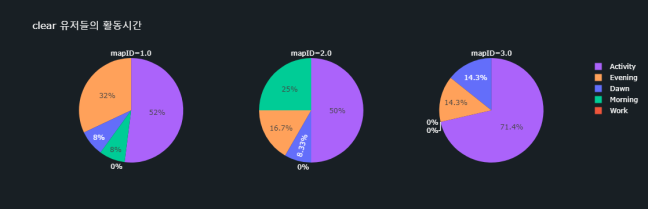 clear 유저들의 활동시간
mapID=1.0
mapID=2.0
mapID=3.0
52%
32%
8%
8%
0%
50%
25%
16.7%
8.33%
0%
71.4%
14.3%
14.3%
0%
0%
Activity
Evening
Dawn
Morning
Work